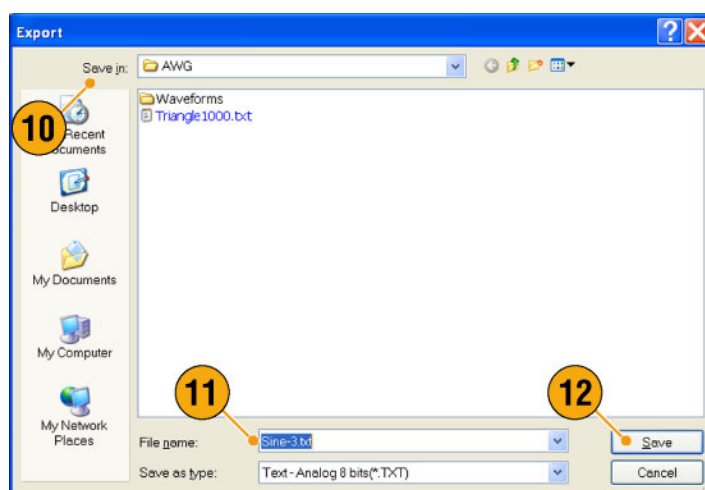 Export
Save in: AWG
10
Recent
Documents
Desktop
My Documents
My Computer
My Network
Places
Waveforms
Triangle1000.txt
11
12
File name: Sine-3.txt
Save
Save as type: Text - Analog 8 bits(*.TXT)
Cancel